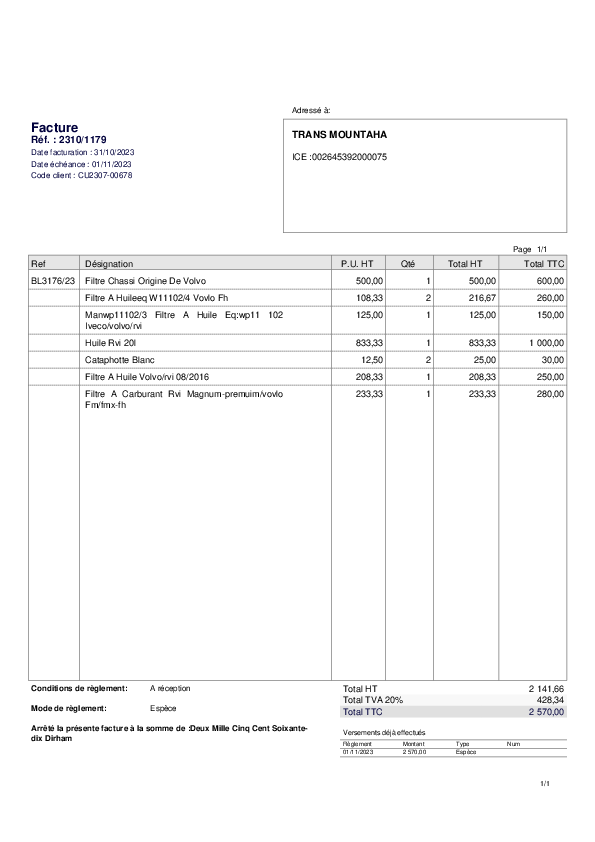 Adressé à:
Facture
Réf. : 2310/1179
Date facturation : 31/10/2023
Date échéance : 01/11/2023
Code client : CU2307-00678
TRANS MOUNTAHA
ICE :002645392000075
Page 1/1
Ref Désignation P.U. HT Qté Total HT Total TTC
BL3176/23 Filtre Chassi Origine De Volvo 500,00 1 500,00 600,00
Filtre A Huileeq W11102/4 Vovlo Fh 108,33 2 216,67 260,00
Manwp11102/3 Filtre A Huile Eq:wp11 102 125,00 1 125,00 150,00
Iveco/volvo/rvi
Huile Rvi 20l 833,33 1 833,33 1 000,00
Cataphotte Blanc 12,50 2 25,00 30,00
Filtre A Huile Volvo/rvi 08/2016 208,33 1 208,33 250,00
Filtre A Carburant Rvi Magnum-premuim/vovlo 233,33 1 233,33 280,00
Fm/fmx-fh
Conditions de règlement: A réception
Mode de règlement: Espèce
Arrêté la présente facture à la somme de :Deux Mille Cinq Cent Soixante-
dix Dirham
Total HT 2 141,66
Total TVA 20% 428,34
Total TTC 2 570,00
Versements déjà effectués
Règlement Montant Type Num
01/11/2023 2 570,00 Espèce
1/1